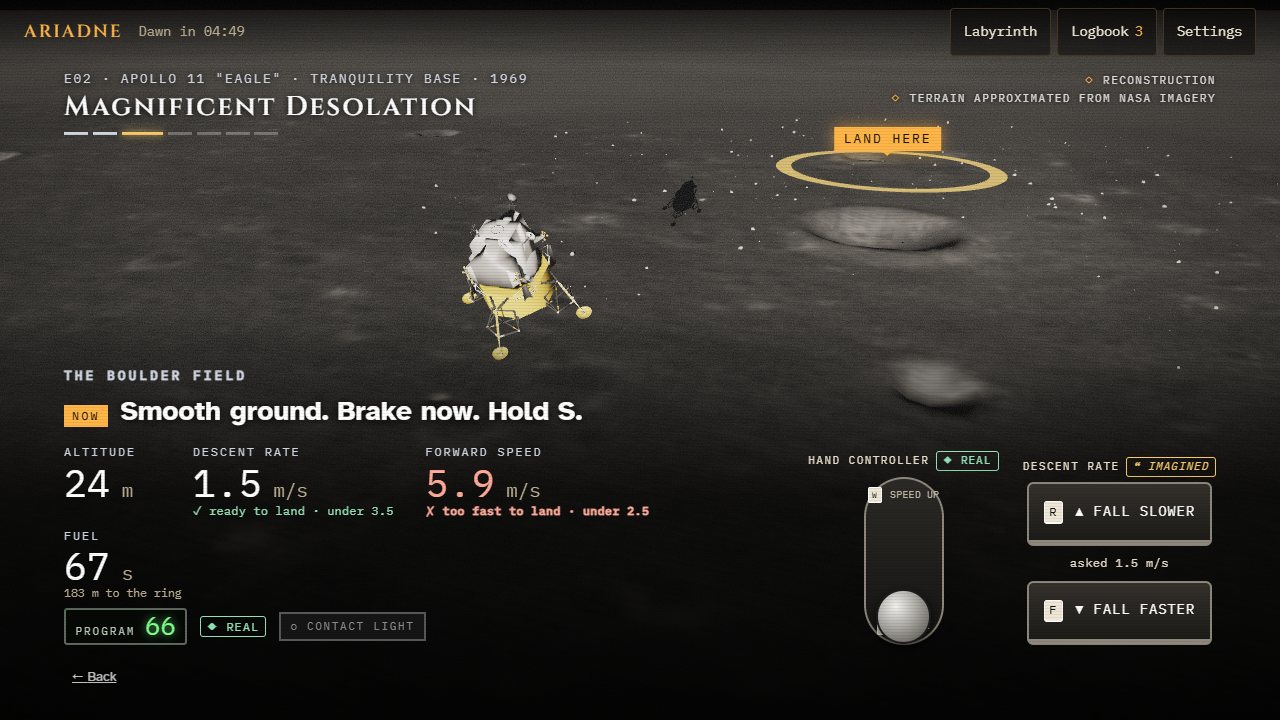 ARIADNE Dawn in 04:49 Labyrinth Logbook 3 Settings
E02 · APOLLO 11 "EAGLE" · TRANQUILITY BASE · 1969
MAGNIFICENT DESOLATION
◇ RECONSTRUCTION
◇ TERRAIN APPROXIMATED FROM NASA IMAGERY
LAND HERE
THE BOULDER FIELD
NOW Smooth ground. Brake now. Hold S.
ALTITUDE
24 m
DESCENT RATE
1.5 m/s
✓ ready to land · under 3.5
FORWARD SPEED
5.9 m/s
✗ too fast to land · under 2.5
FUEL
67 s
183 m to the ring
PROGRAM 66 ◆ REAL ○ CONTACT LIGHT
← Back
HAND CONTROLLER ◆ REAL
W SPEED UP
DESCENT RATE ❝ IMAGINED
R ▲ FALL SLOWER
asked 1.5 m/s
F ▼ FALL FASTER